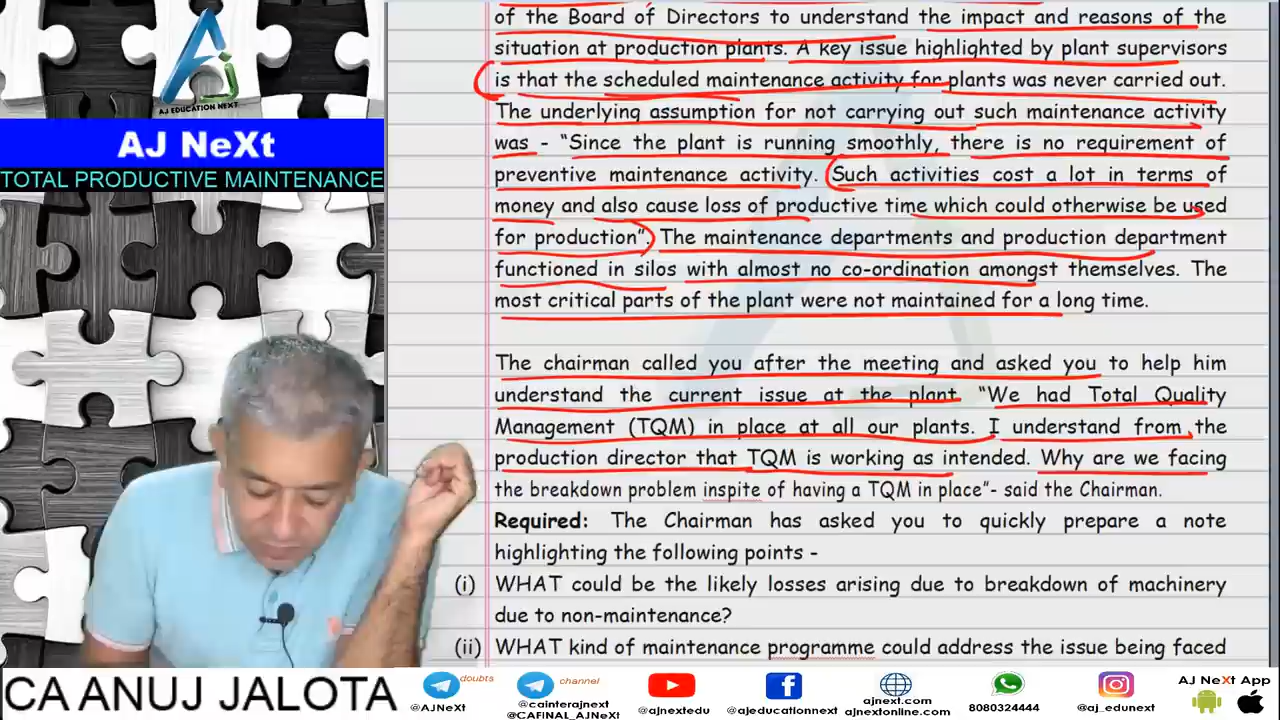 of the Board of Directors to understand the impact and reasons of the
situation at production plants. A key issue highlighted by plant supervisors
is that the scheduled maintenance activity for plants was never carried out.
The underlying assumption for not carrying out such maintenance activity
was - “Since the plant is running smoothly, there is no requirement of
preventive maintenance activity. Such activities cost a lot in terms of
money and also cause loss of productive time which could otherwise be used
for production”. The maintenance departments and production department
functioned in silos with almost no co-ordination amongst themselves. The
most critical parts of the plant were not maintained for a long time.
The chairman called you after the meeting and asked you to help him
understand the current issue at the plant. “We had Total Quality
Management (TQM) in place at all our plants. I understand from the
production director that TQM is working as intended. Why are we facing
the breakdown problem inspite of having a TQM in place”- said the Chairman.
Required: The Chairman has asked you to quickly prepare a note
highlighting the following points -
(i) WHAT could be the likely losses arising due to breakdown of machinery
due to non-maintenance?
(ii) WHAT kind of maintenance programme could address the issue being faced
AJ EDUCATION NEXT
AJ NeXt
TOTAL PRODUCTIVE MAINTENANCE
CA ANUJ JALOTA
doubts
@AJNeXt
channel
@cainterajnext
@CAFINAL_AJNeXt
@ajnextedu
@ajeducationnext
ajnext.com
ajnextonline.com
8080324444
@aj_edunext
AJ NeXt App